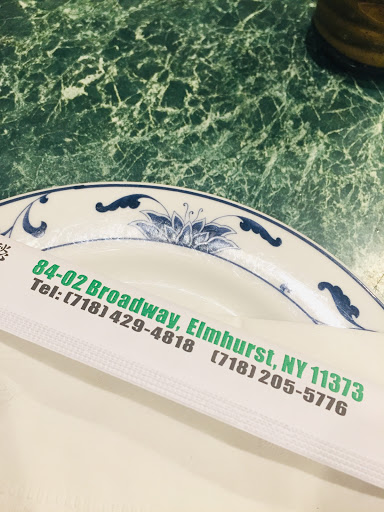 84-02 Broadway, Elmhurst, NY 11373
Tel: (718) 429-4818 (718) 205-5776